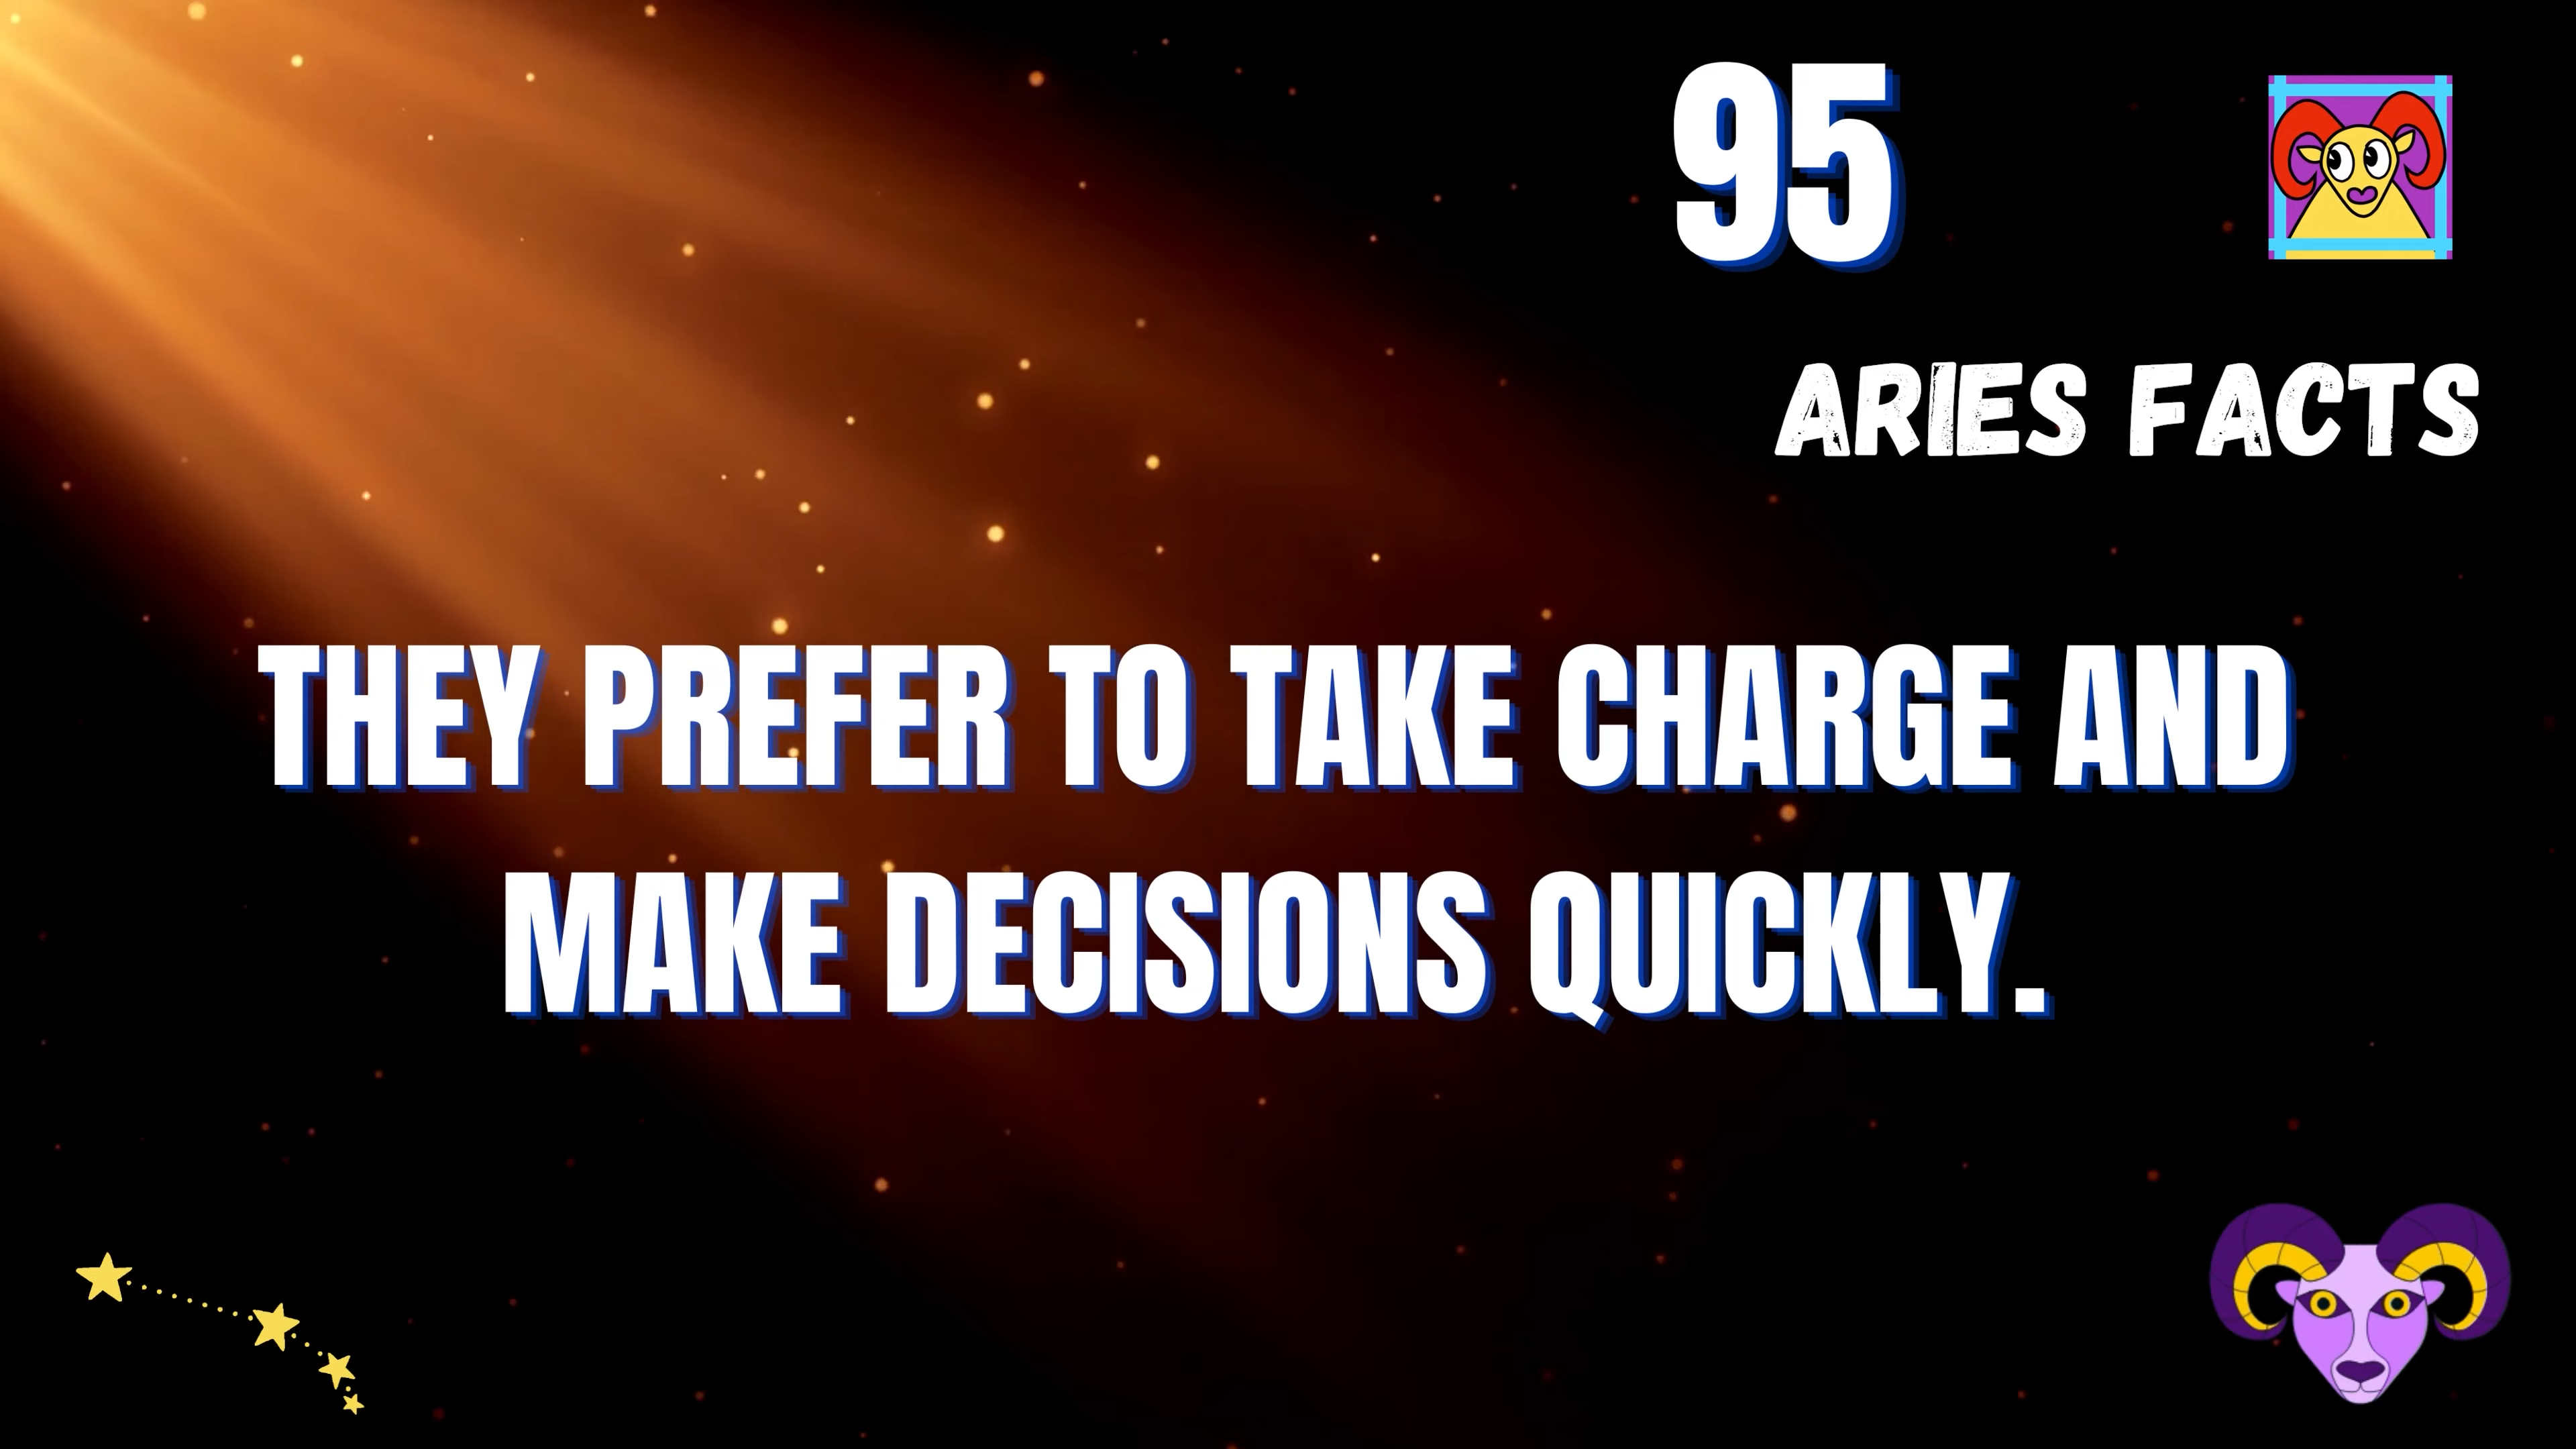 95
ARIES FACTS
THEY PREFER TO TAKE CHARGE AND
MAKE DECISIONS QUICKLY.